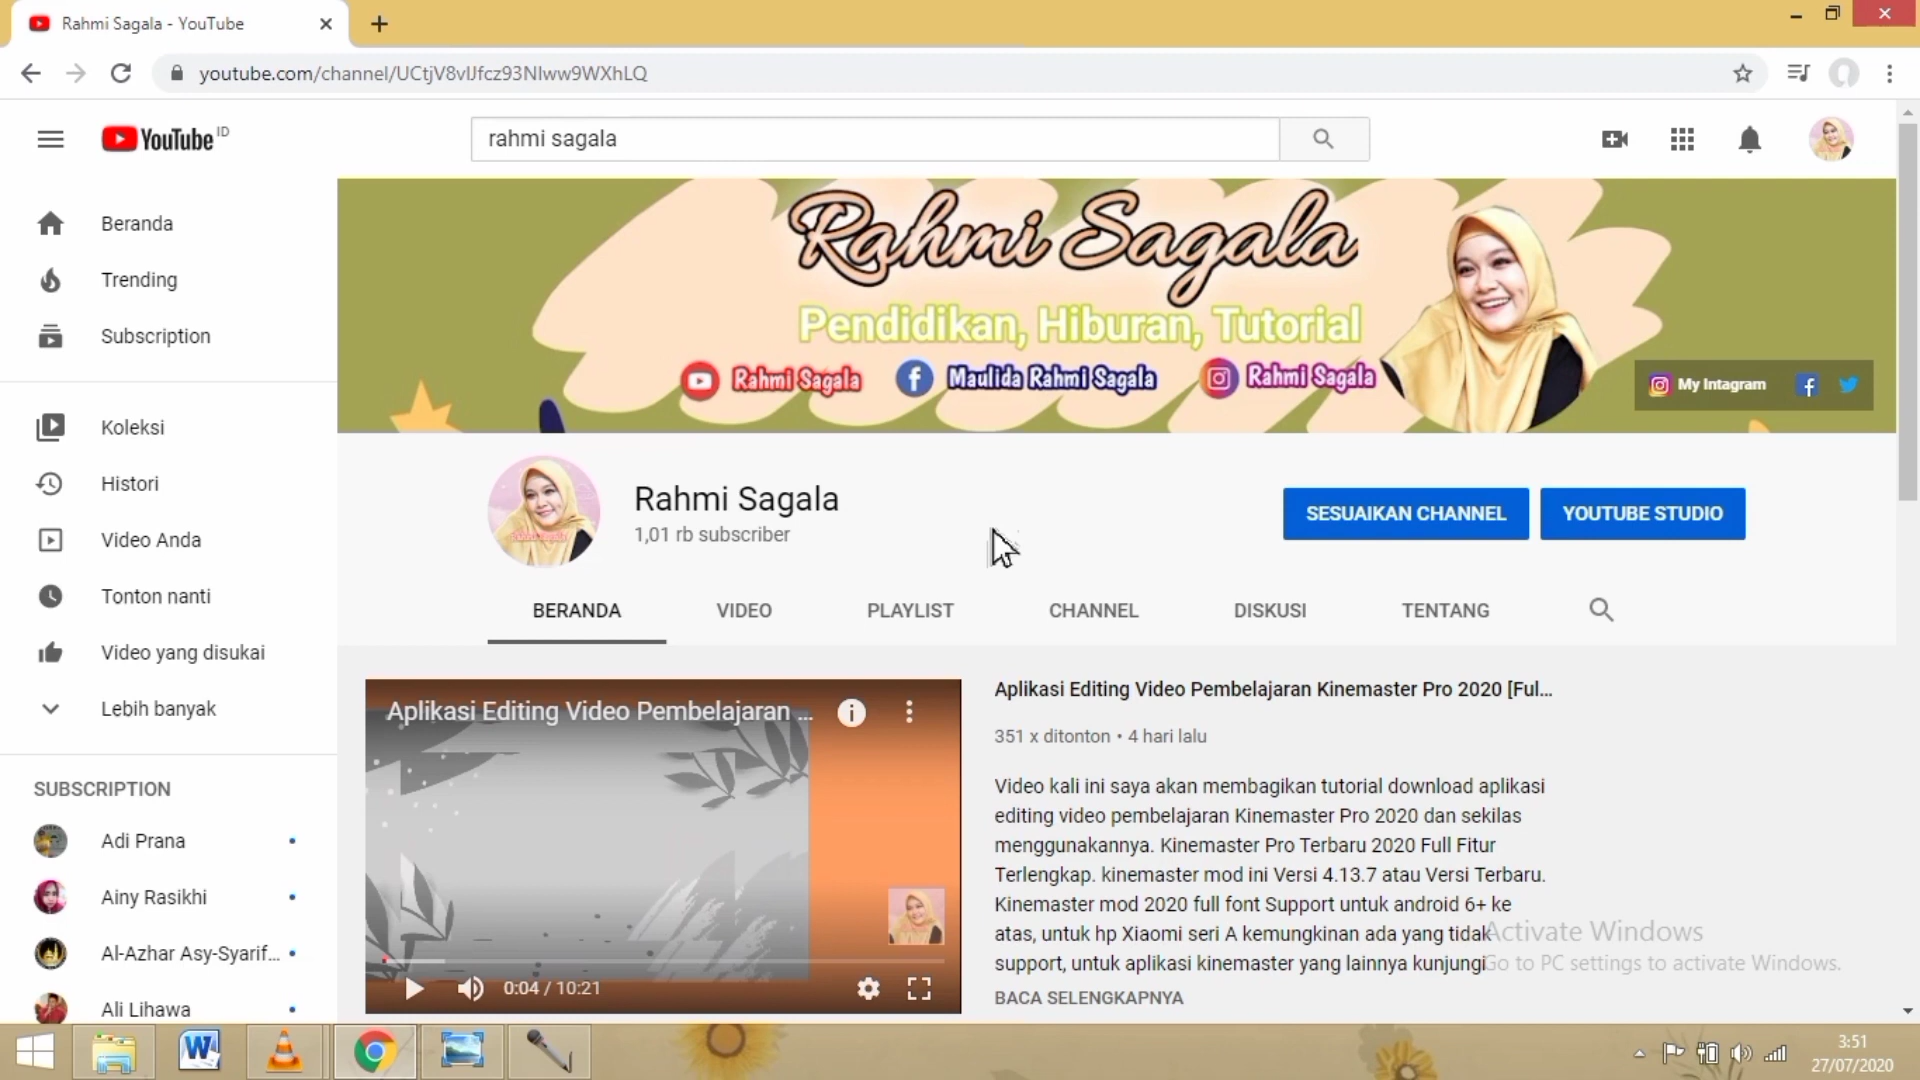 Rahmi Sagala - YouTube
youtube.com/channel/UCtjV8vlJfcz93NIww9WXhLQ
YouTube ID
rahmi sagala
Beranda
Trending
Subscription
Koleksi
Histori
Video Anda
Tonton nanti
Video yang disukai
Lebih banyak
SUBSCRIPTION
Adi Prana
Ainy Rasikhi
Al-Azhar Asy-Syarif...
Ali Lihawa
Rahmi Sagala
Pendidikan, Hiburan, Tutorial
Rahmi Sagala
Maulida Rahmi Sagala
Rahmi Sagala
My Intagram
Rahmi Sagala
1,01 rb subscriber
SESUAIKAN CHANNEL
YOUTUBE STUDIO
BERANDA
VIDEO
PLAYLIST
CHANNEL
DISKUSI
TENTANG
Aplikasi Editing Video Pembelajaran ...
0:04 / 10:21
Aplikasi Editing Video Pembelajaran Kinemaster Pro 2020 [Ful...
351 x ditonton • 4 hari lalu
Video kali ini saya akan membagikan tutorial download aplikasi
editing video pembelajaran Kinemaster Pro 2020 dan sekilas
menggunakannya. Kinemaster Pro Terbaru 2020 Full Fitur
Terlengkap. kinemaster mod ini Versi 4.13.7 atau Versi Terbaru.
Kinemaster mod 2020 full font Support untuk android 6+ ke
atas, untuk hp Xiaomi seri A kemungkinan ada yang tidak
support, untuk aplikasi kinemaster yang lainnya kunjungi
BACA SELENGKAPNYA
Activate Windows
Go to PC settings to activate Windows.
3:51
27/07/2020